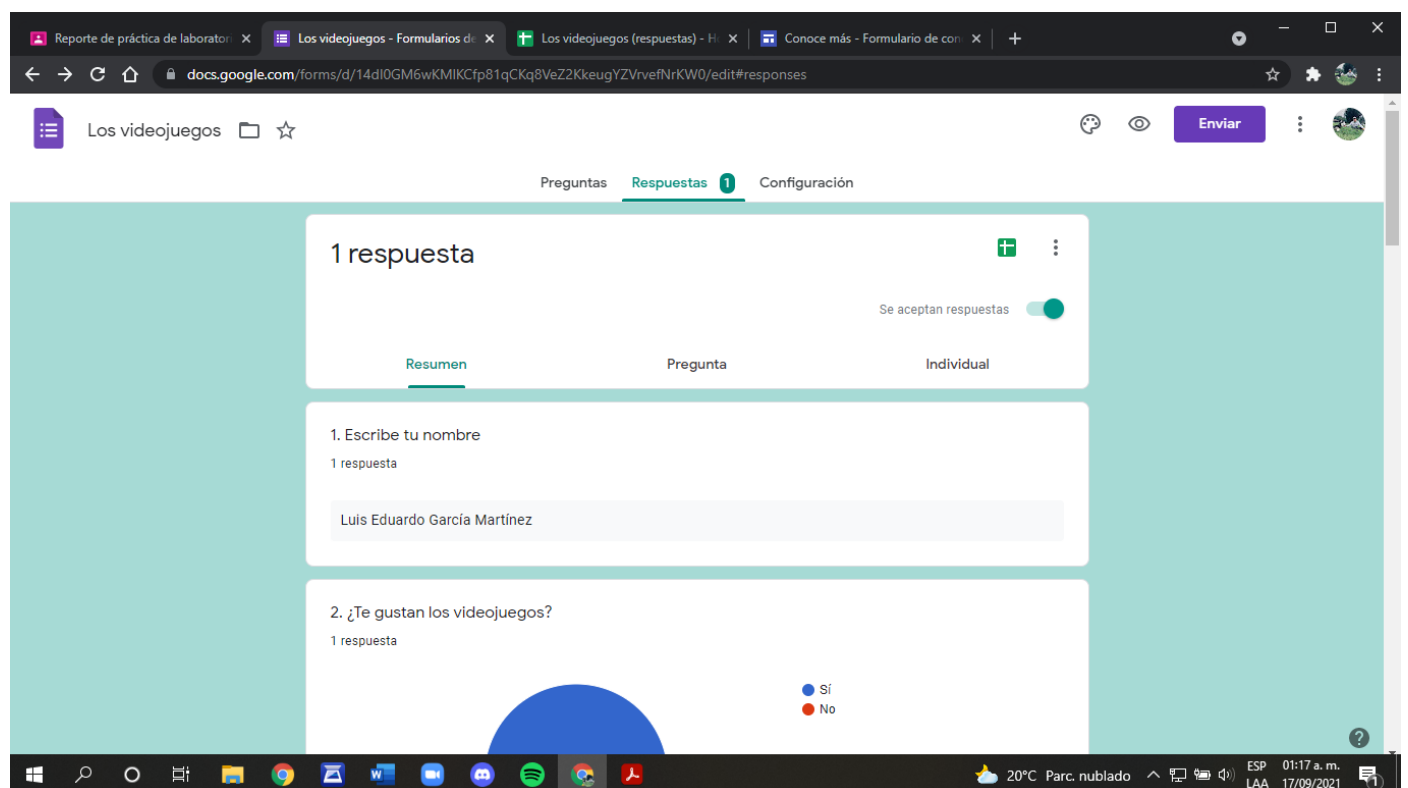 Reporte de práctica de laborator
Los videojuegos - Formularios de
Los videojuegos (respuestas) - H
Conoce más - Formulario de con
docs.google.com/forms/d/14dI0GM6wKMIKCfp81qCKq8VeZ2KkeugYZVrvefNrKW0/edit#responses
Los videojuegos
Enviar
Preguntas
Respuestas 1
Configuración
1 respuesta
Se aceptan respuestas
Resumen
Pregunta
Individual
1. Escribe tu nombre
1 respuesta
Luis Eduardo García Martínez
2. ¿Te gustan los videojuegos?
1 respuesta
Sí
No
20°C Parc. nublado
ESP
LAA
01:17 a. m.
17/09/2021
1